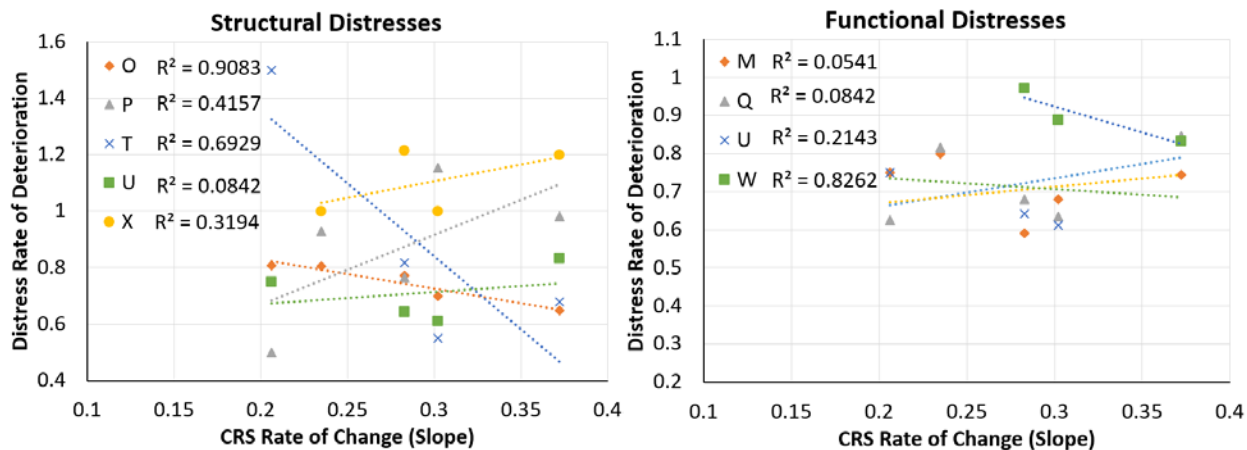 Structural Distresses
Distress Rate of Deterioration
1.6
1.4
1.2
1
0.8
0.6
0.4
O R² = 0.9083
P R² = 0.4157
T R² = 0.6929
U R² = 0.0842
X R² = 0.3194
0.1 0.15 0.2 0.25 0.3 0.35 0.4
CRS Rate of Change (Slope)
Functional Distresses
Distress Rate of Deterioration
1.1
1
0.9
0.8
0.7
0.6
0.5
0.4
0.3
0.2
M R² = 0.0541
Q R² = 0.0842
U R² = 0.2143
W R² = 0.8262
0.1 0.15 0.2 0.25 0.3 0.35 0.4
CRS Rate of Change (Slope)